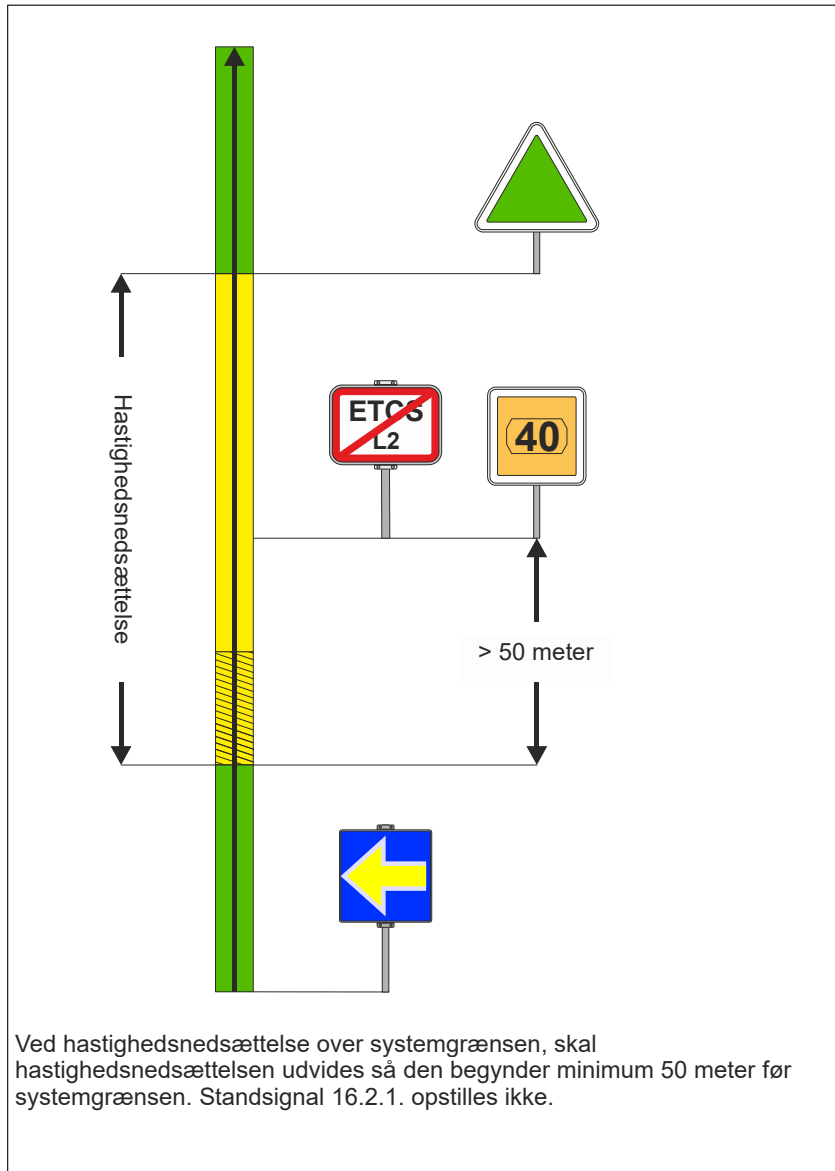 ETCS
L2
40
Hastighedsnedsættelse
> 50 meter
Ved hastighedsnedsættelse over systemgrænsen, skal
hastighedsnedsættelsen udvides så den begynder minimum 50 meter før
systemgrænsen. Standsignal 16.2.1. opstilles ikke.